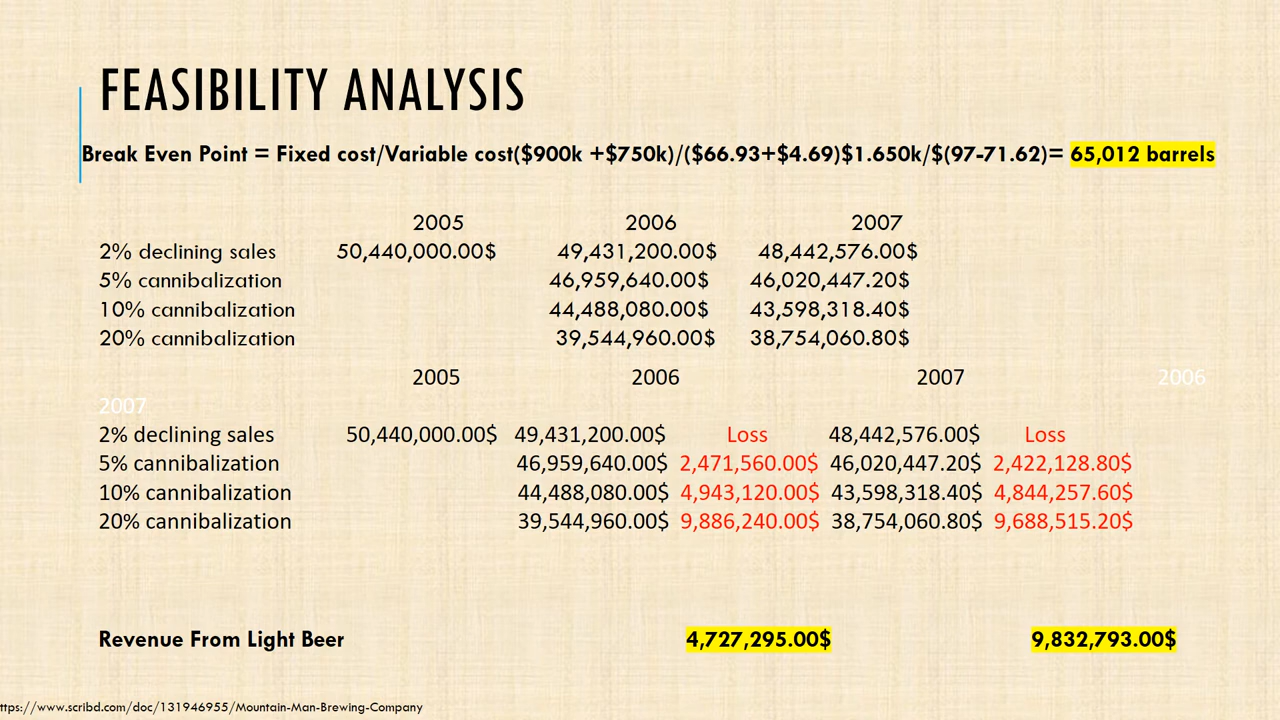 FEASIBILITY ANALYSIS
Break Even Point = Fixed cost/Variable cost($900k +$750k)/($66.93+$4.69)$1.650k/$(97-71.62)= 65,012 barrels
2005 2006 2007
2% declining sales 50,440,000.00$ 49,431,200.00$ 48,442,576.00$
5% cannibalization 46,959,640.00$ 46,020,447.20$
10% cannibalization 44,488,080.00$ 43,598,318.40$
20% cannibalization 39,544,960.00$ 38,754,060.80$
2005 2006 2007 2006
2007
2% declining sales 50,440,000.00$ 49,431,200.00$ Loss 48,442,576.00$ Loss
5% cannibalization 46,959,640.00$ 2,471,560.00$ 46,020,447.20$ 2,422,128.80$
10% cannibalization 44,488,080.00$ 4,943,120.00$ 43,598,318.40$ 4,844,257.60$
20% cannibalization 39,544,960.00$ 9,886,240.00$ 38,754,060.80$ 9,688,515.20$
Revenue From Light Beer 4,727,295.00$ 9,832,793.00$
ttps://www.scribd.com/doc/131946955/Mountain-Man-Brewing-Company